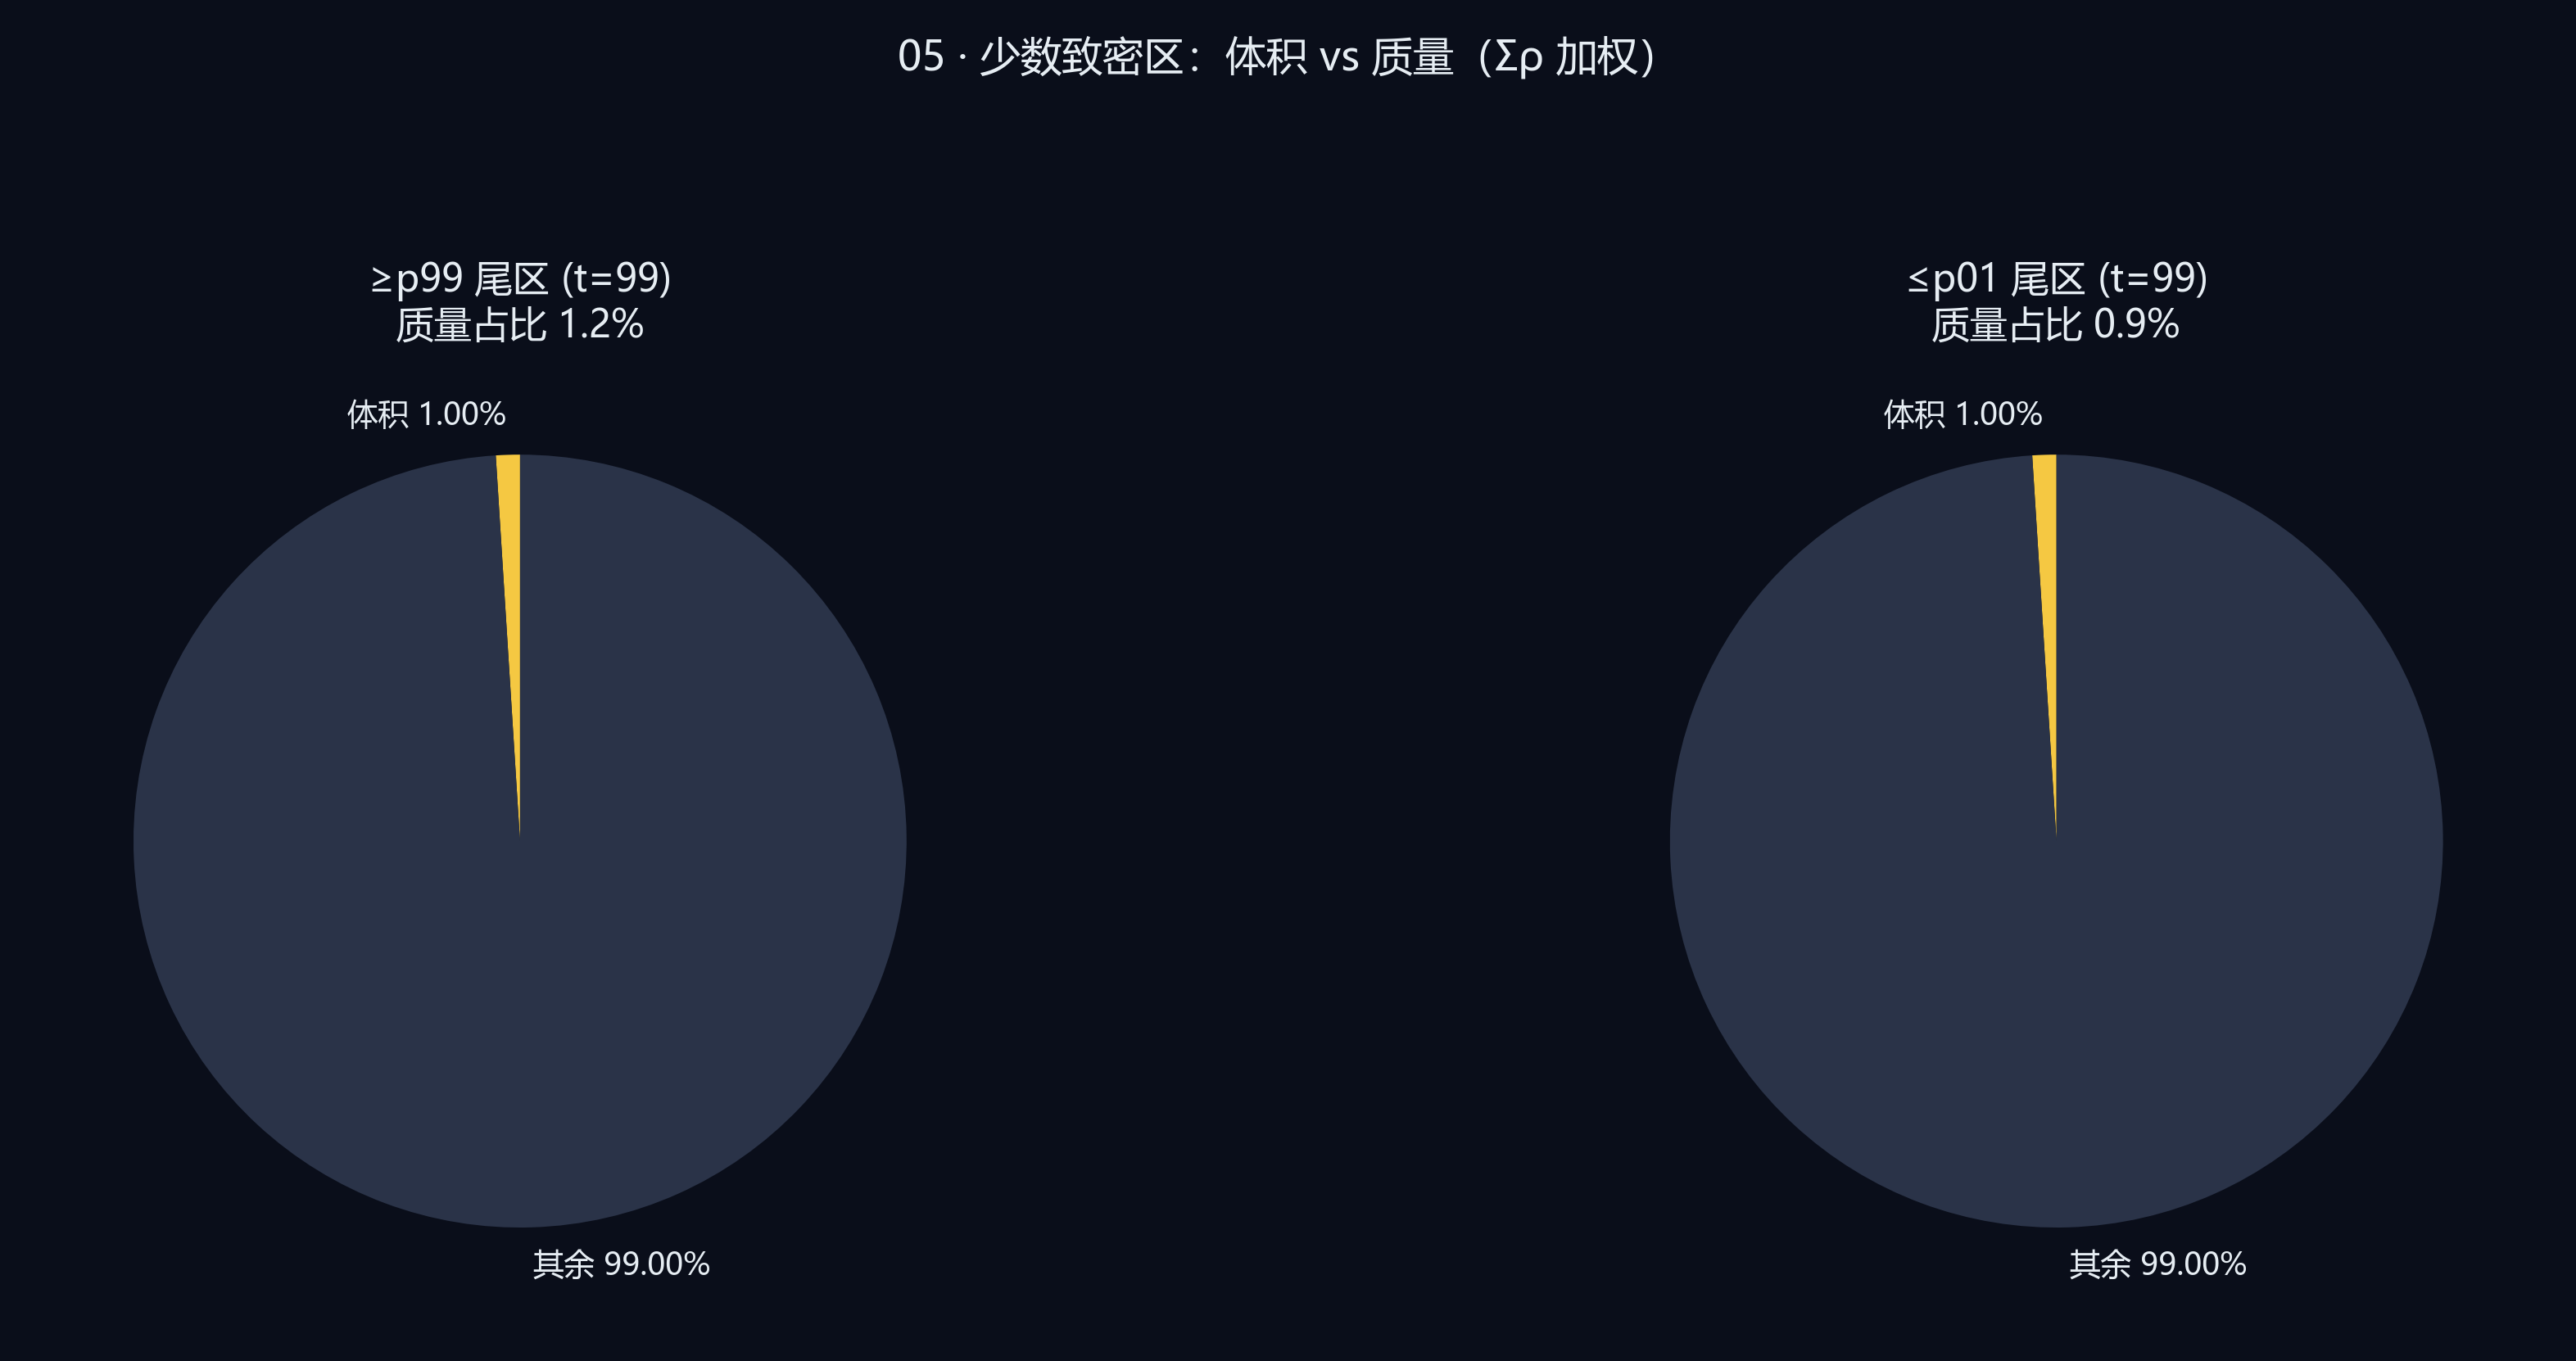 05 · 少数致密区：体积 vs 质量（Σρ 加权）
≥p99 尾区 (t=99)
质量占比 1.2%
体积 1.00%
其余 99.00%
≤p01 尾区 (t=99)
质量占比 0.9%
体积 1.00%
其余 99.00%